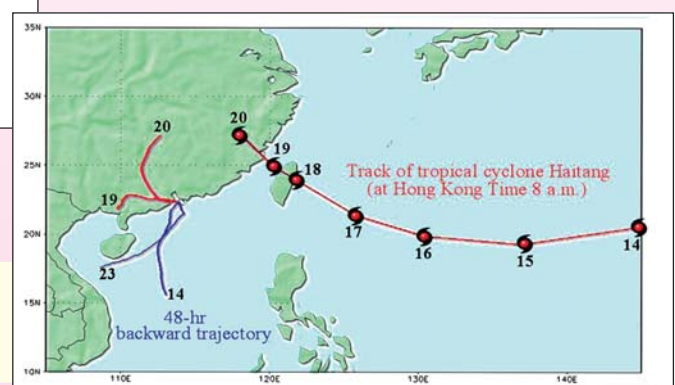 35N
30N
25N
20N
15N
10N
110E
120E
130E
140E
20
19
20
19
18
17
16
15
14
23
14
Track of tropical cyclone Haitang
(at Hong Kong Time 8 a.m.)
48-hr
backward trajectory